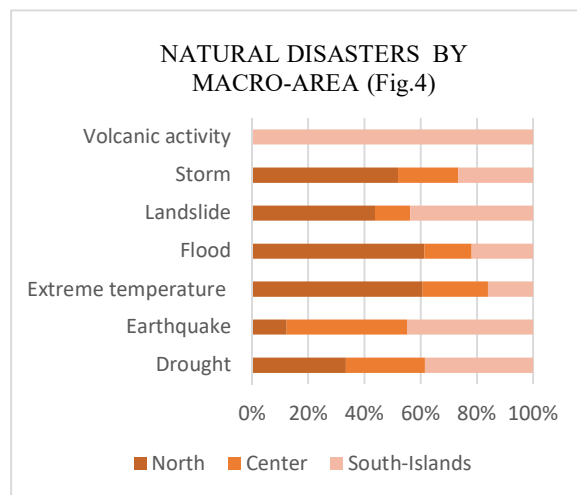 NATURAL DISASTERS BY
MACRO-AREA (Fig.4)
Volcanic activity
Storm
Landslide
Flood
Extreme temperature
Earthquake
Drought
0% 20% 40% 60% 80% 100%
North Center South-Islands